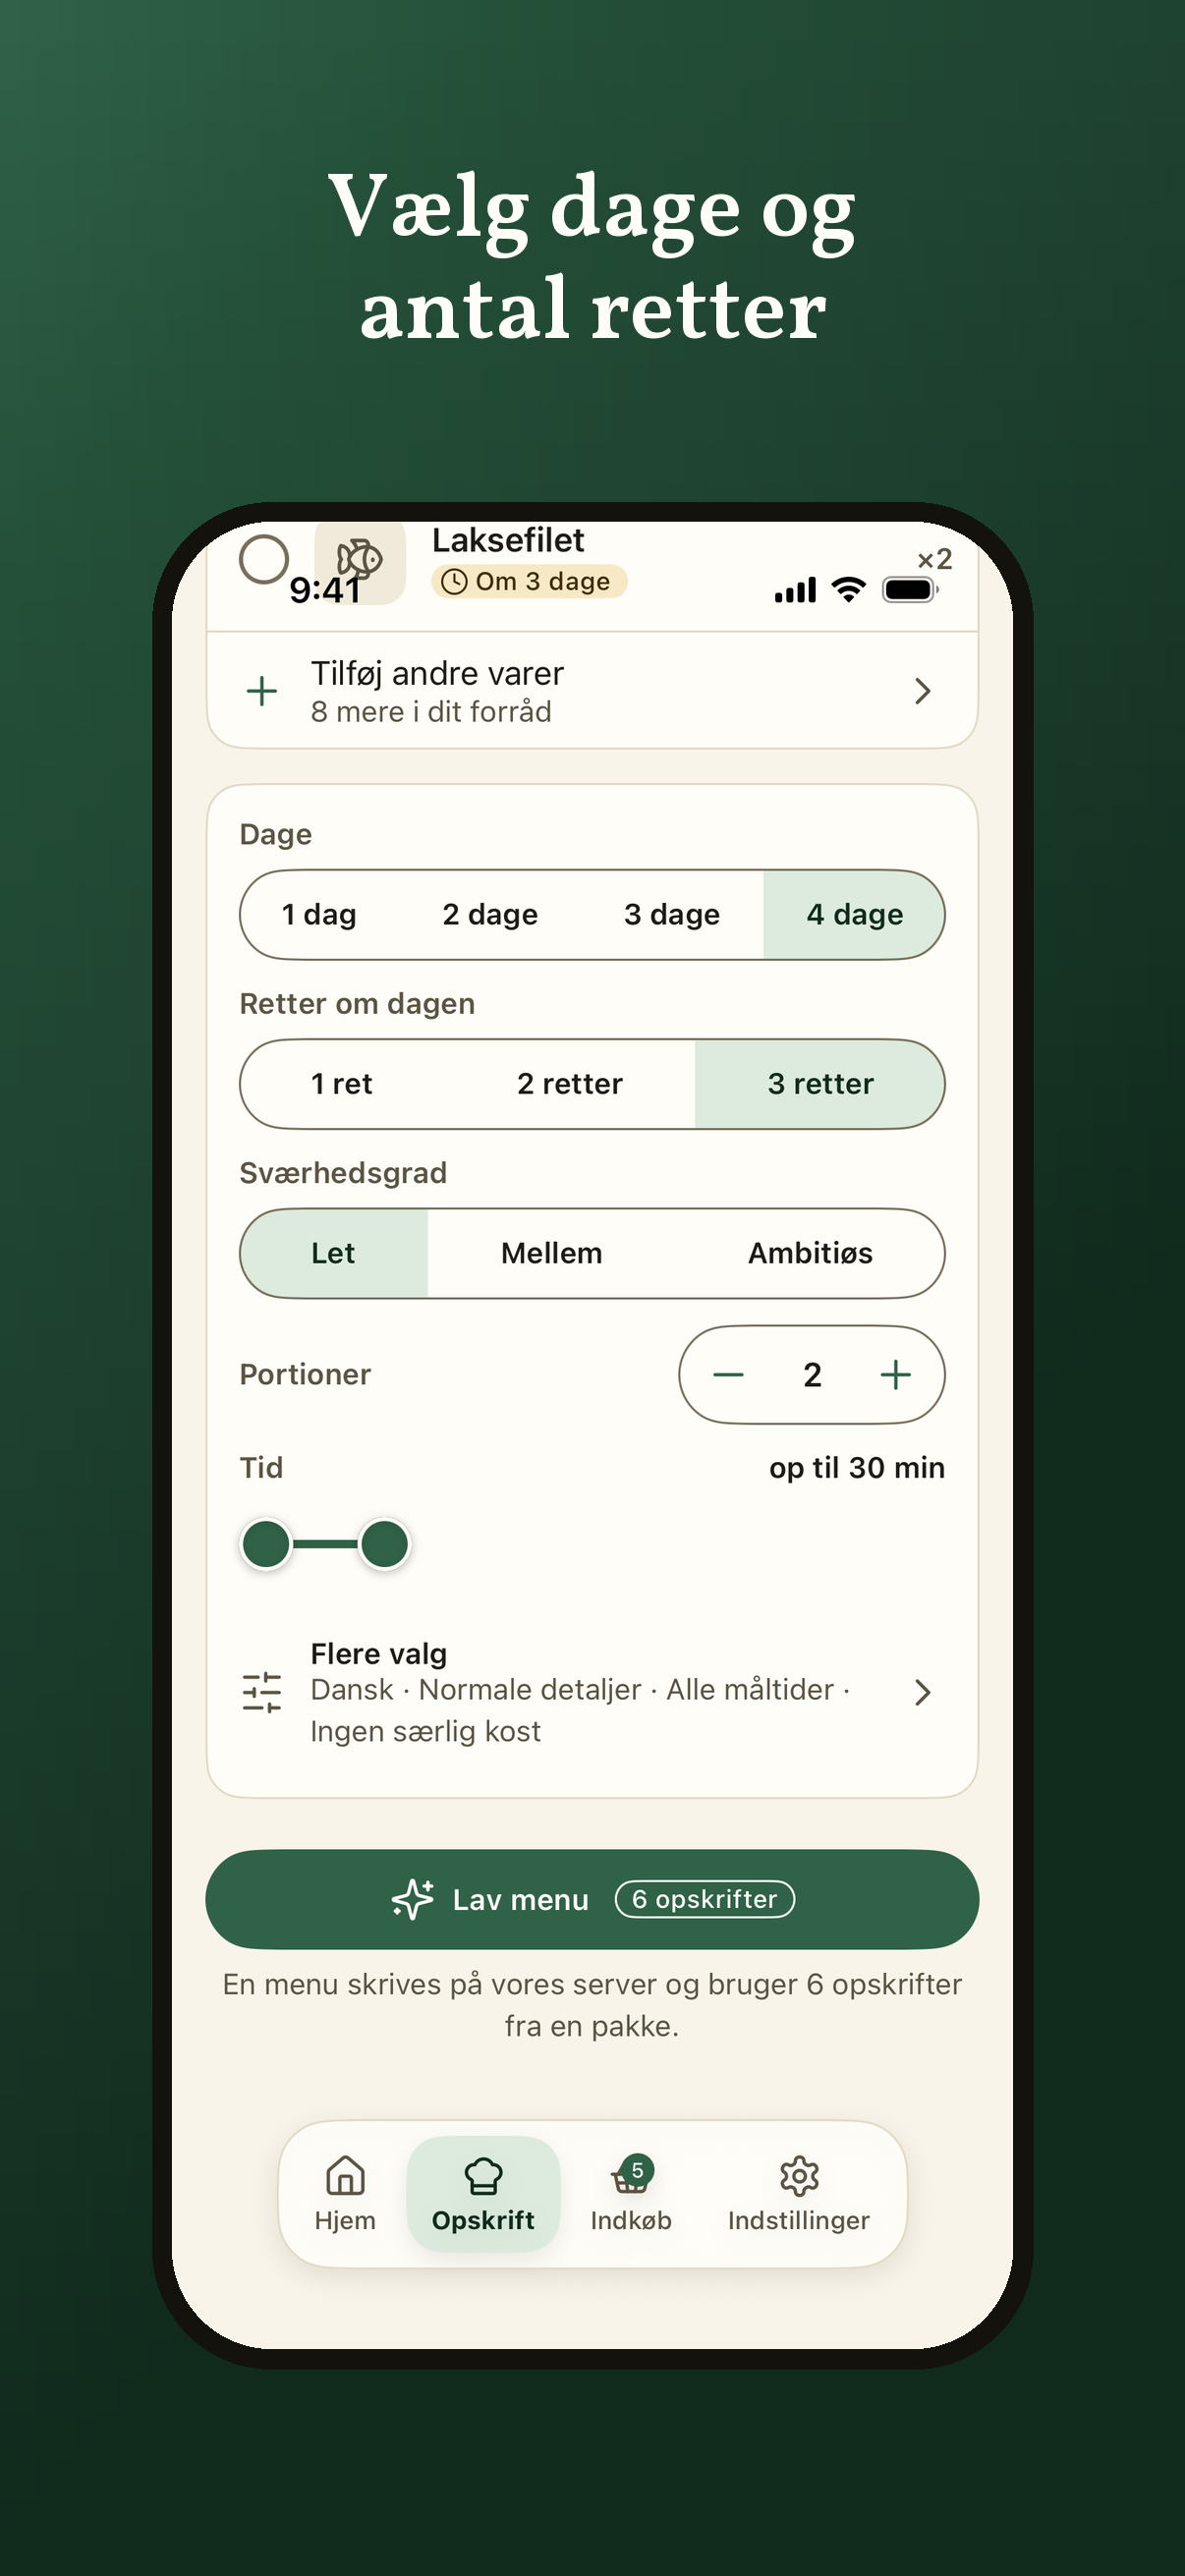 Vælg dage og
antal retter
Laksefilet
×2
Om 3 dage
9:41
Tilføj andre varer
8 mere i dit forråd
Dage
1 dag 2 dage 3 dage 4 dage
Retter om dagen
1 ret 2 retter 3 retter
Sværhedsgrad
Let Mellem Ambitiøs
Portioner 2
Tid op til 30 min
Flere valg
Dansk · Normale detaljer · Alle måltider ·
Ingen særlig kost
Lav menu 6 opskrifter
En menu skrives på vores server og bruger 6 opskrifter
fra en pakke.
5
Hjem Opskrift Indkøb Indstillinger